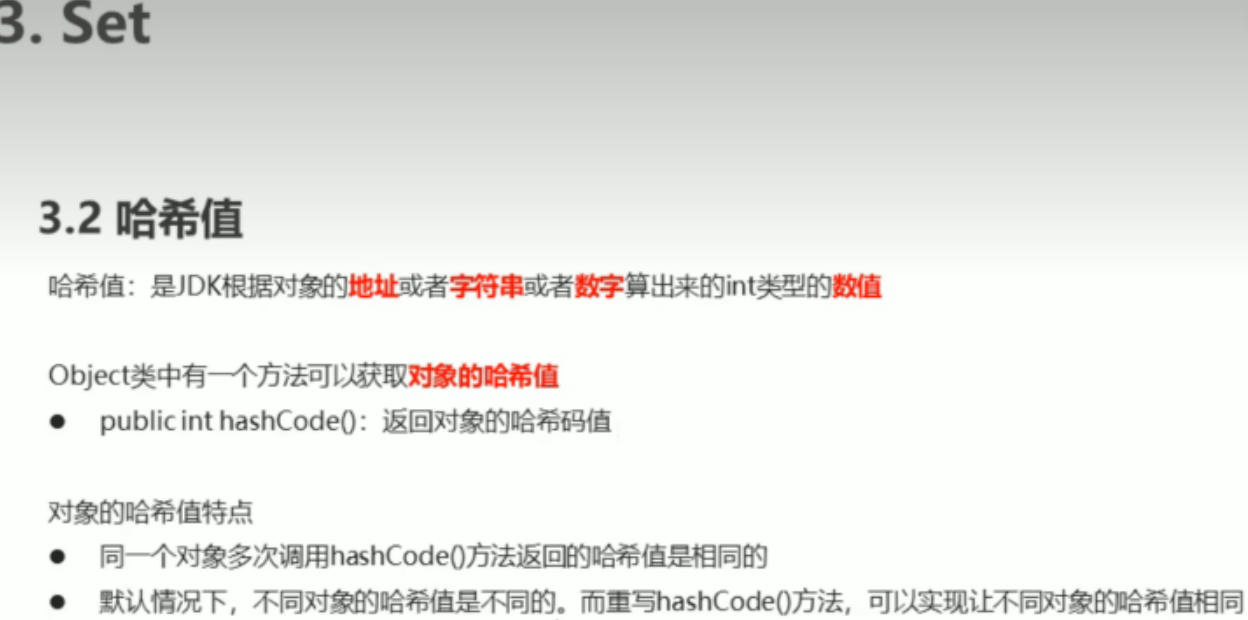 3. Set
3.2 哈希值
哈希值：是JDK根据对象的地址或者字符串或者数字算出来的int类型的数值
Object类中有一个方法可以获取对象的哈希值
● public int hashCode()：返回对象的哈希码值
对象的哈希值特点
● 同一个对象多次调用hashCode()方法返回的哈希值是相同的
● 默认情况下，不同对象的哈希值是不同的。而重写hashCode()方法，可以实现让不同对象的哈希值相同